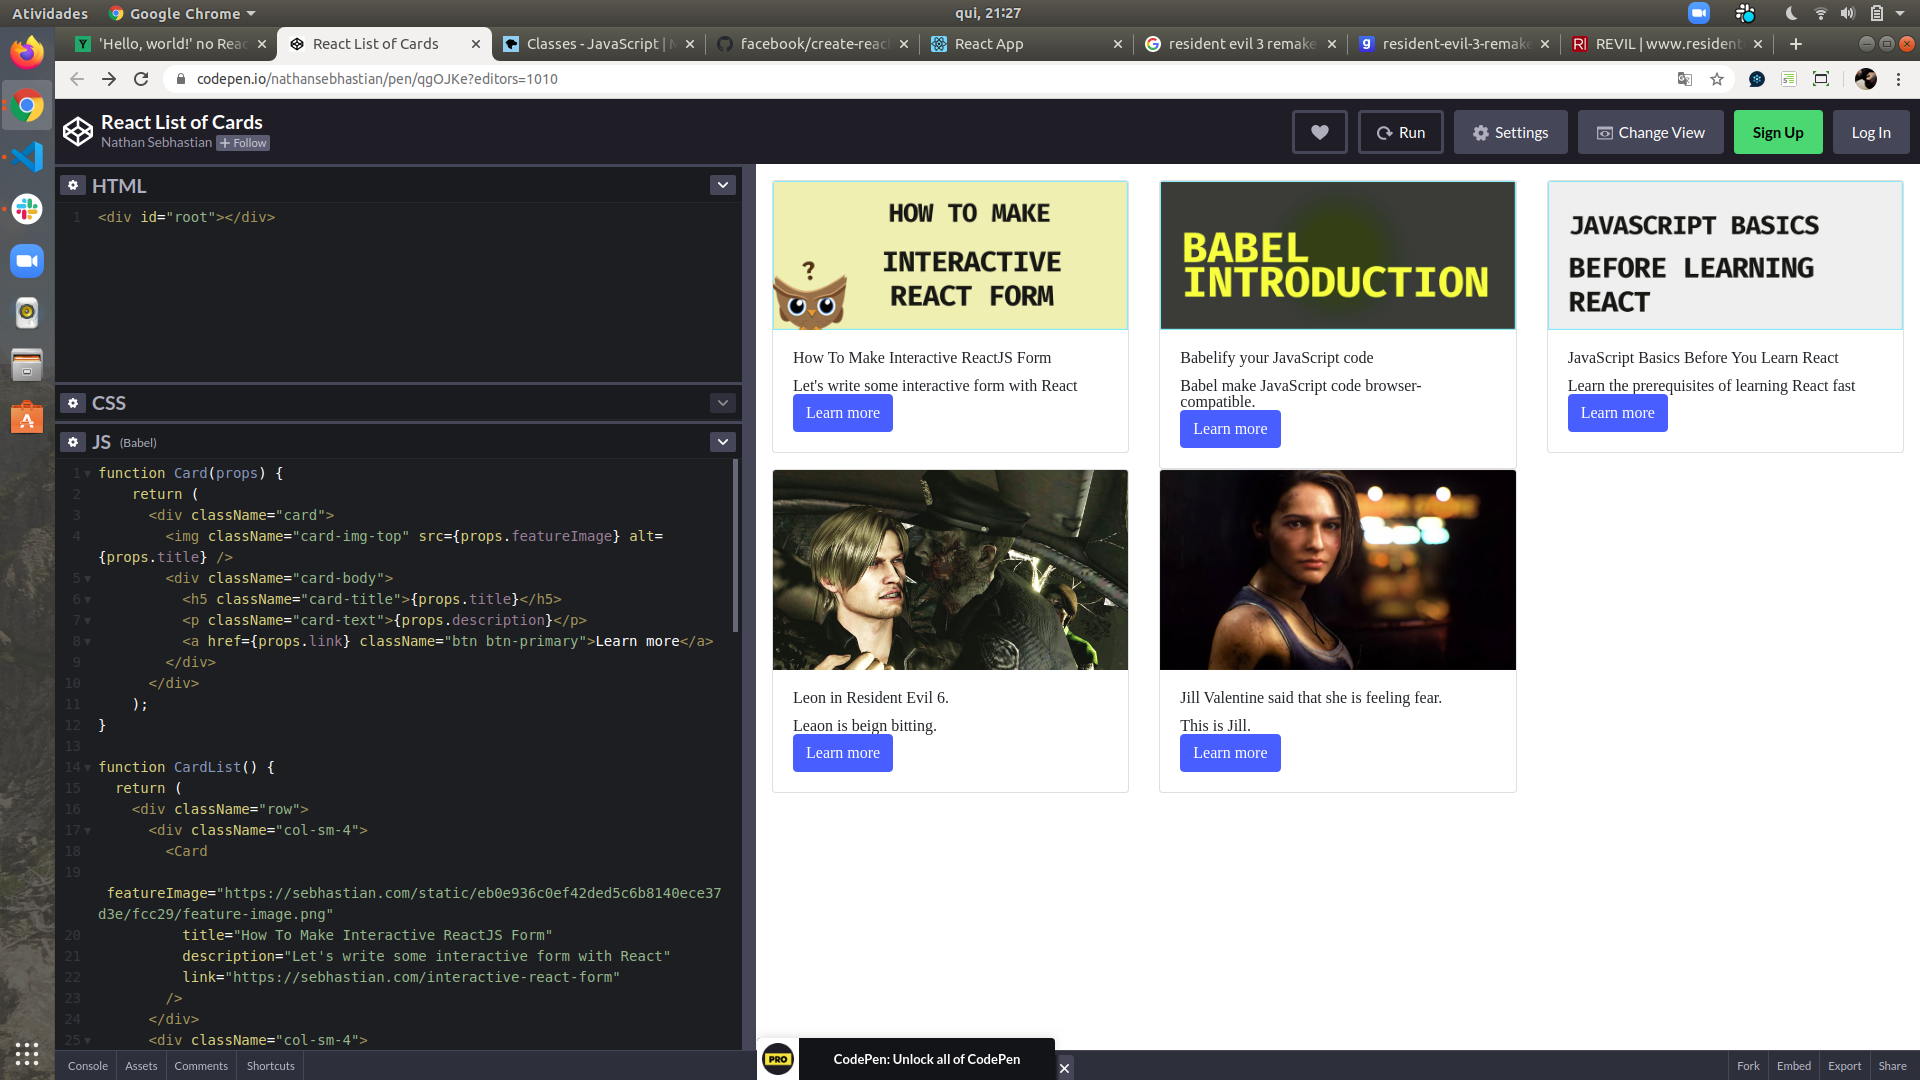 Atividades
Google Chrome
qui, 21:27
'Hello, world!' no Reac
React List of Cards
Classes - JavaScript | M
facebook/create-reac
React App
resident evil 3 remake
resident-evil-3-remake
REVIL | www.resident
codepen.io/nathansebhastian/pen/qgOJKe?editors=1010
React List of Cards
Nathan Sebhastian
+ Follow
Run
Settings
Change View
Sign Up
Log In
HTML
1 <div id="root"></div>
CSS
JS (Babel)
1 function Card(props) {
2 return (
3 <div className="card">
4 <img className="card-img-top" src={props.featureImage} alt=
{props.title} />
5 <div className="card-body">
6 <h5 className="card-title">{props.title}</h5>
7 <p className="card-text">{props.description}</p>
8 <a href={props.link} className="btn btn-primary">Learn more</a>
9 </div>
10 </div>
11 );
12 }
13
14 function CardList() {
15 return (
16 <div className="row">
17 <div className="col-sm-4">
18 <Card
19
featureImage="https://sebhastian.com/static/eb0e936c0ef42ded5c6b8140ece37
d3e/fcc29/feature-image.png"
20 title="How To Make Interactive ReactJS Form"
21 description="Let's write some interactive form with React"
22 link="https://sebhastian.com/interactive-react-form"
23 />
24 </div>
25 <div className="col-sm-4">
HOW TO MAKE
INTERACTIVE
REACT FORM
?
How To Make Interactive ReactJS Form
Let's write some interactive form with React
Learn more
BABEL
INTRODUCTION
Babelify your JavaScript code
Babel make JavaScript code browser-
compatible.
Learn more
JAVASCRIPT BASICS
BEFORE LEARNING
REACT
JavaScript Basics Before You Learn React
Learn the prerequisites of learning React fast
Learn more
Leon in Resident Evil 6.
Leaon is beign bitting.
Learn more
Jill Valentine said that she is feeling fear.
This is Jill.
Learn more
Console
Assets
Comments
Shortcuts
PRO
CodePen: Unlock all of CodePen
Fork
Embed
Export
Share